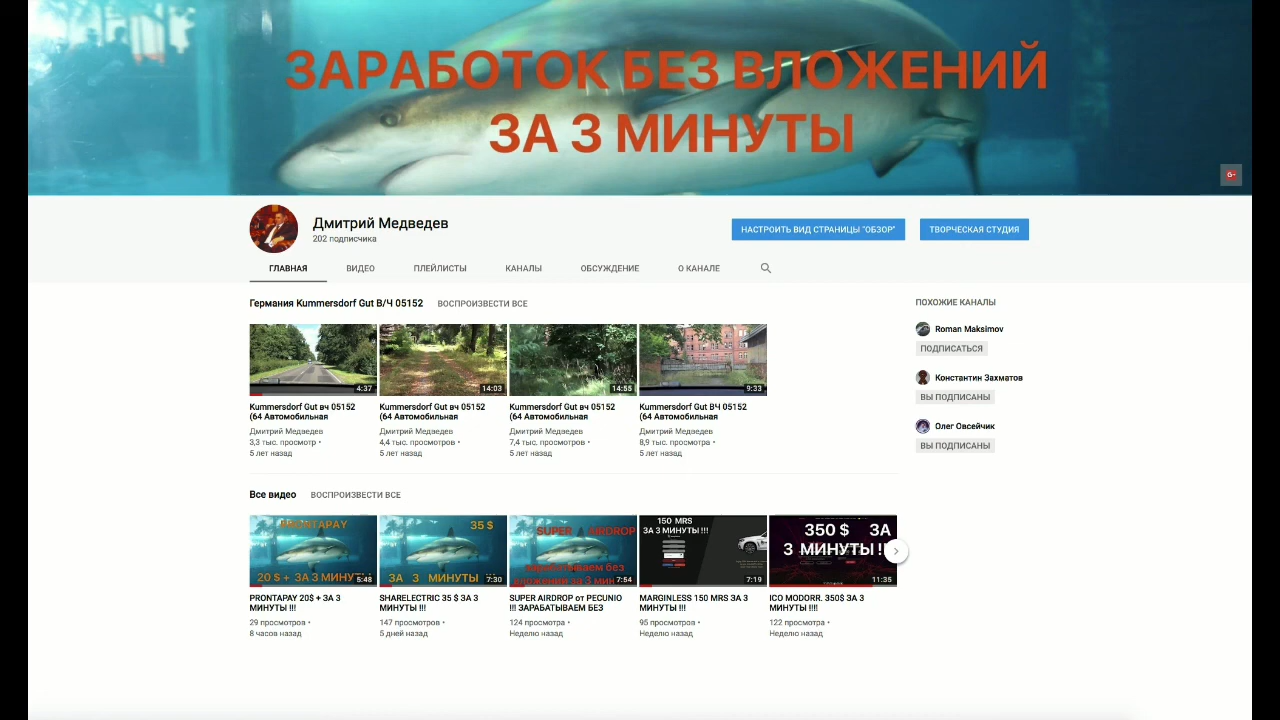 ЗАРАБОТОК БЕЗ ВЛОЖЕНИЙ
ЗА 3 МИНУТЫ
G+
Дмитрий Медведев
202 подписчика
НАСТРОИТЬ ВИД СТРАНИЦЫ "ОБЗОР"
ТВОРЧЕСКАЯ СТУДИЯ
ГЛАВНАЯ ВИДЕО ПЛЕЙЛИСТЫ КАНАЛЫ ОБСУЖДЕНИЕ О КАНАЛЕ
Германия Kummersdorf Gut В/Ч 05152 ВОСПРОИЗВЕСТИ ВСЕ
4:37
Kummersdorf Gut вч 05152
(64 Автомобильная
Дмитрий Медведев
3,3 тыс. просмотр •
5 лет назад
14:03
Kummersdorf Gut вч 05152
(64 Автомобильная
Дмитрий Медведев
4,4 тыс. просмотров •
5 лет назад
14:55
Kummersdorf Gut вч 05152
(64 Автомобильная
Дмитрий Медведев
7,4 тыс. просмотров •
5 лет назад
9:33
Kummersdorf Gut ВЧ 05152
(64 Автомобильная
Дмитрий Медведев
8,9 тыс. просмотра •
5 лет назад
ПОХОЖИЕ КАНАЛЫ
Roman Maksimov
ПОДПИСАТЬСЯ
Константин Захматов
ВЫ ПОДПИСАНЫ
Олег Овсейчик
ВЫ ПОДПИСАНЫ
Все видео ВОСПРОИЗВЕСТИ ВСЕ
PRONTAPAY
20 $ + ЗА 3 МИНУТЫ
5:48
PRONTAPAY 20$ + ЗА 3
МИНУТЫ !!!
29 просмотров •
8 часов назад
35 $
ЗА 3 МИНУТЫ
7:30
SHARELECTRIC 35 $ ЗА 3
МИНУТЫ !!!
147 просмотров •
5 дней назад
SUPER AIRDROP
зарабатываем без
вложений за 3 мин
7:54
SUPER AIRDROP от PECUNIO
!!! ЗАРАБАТЫВАЕМ БЕЗ
124 просмотра •
Неделю назад
150 MRS
ЗА 3 МИНУТЫ !!!
7:19
MARGINLESS 150 MRS ЗА 3
МИНУТЫ !!!
95 просмотров •
Неделю назад
350 $ ЗА
3 МИНУТЫ !!
11:35
ICO MODORR. 350$ ЗА 3
МИНУТЫ !!!!
122 просмотра •
Неделю назад